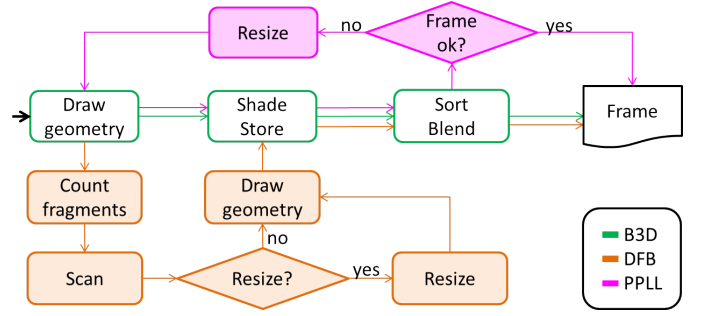 Resize
no
Frame
ok?
yes
Draw
geometry
Shade
Store
Sort
Blend
Frame
Count
fragments
Draw
geometry
no
Scan
Resize?
yes
Resize
B3D
DFB
PPLL